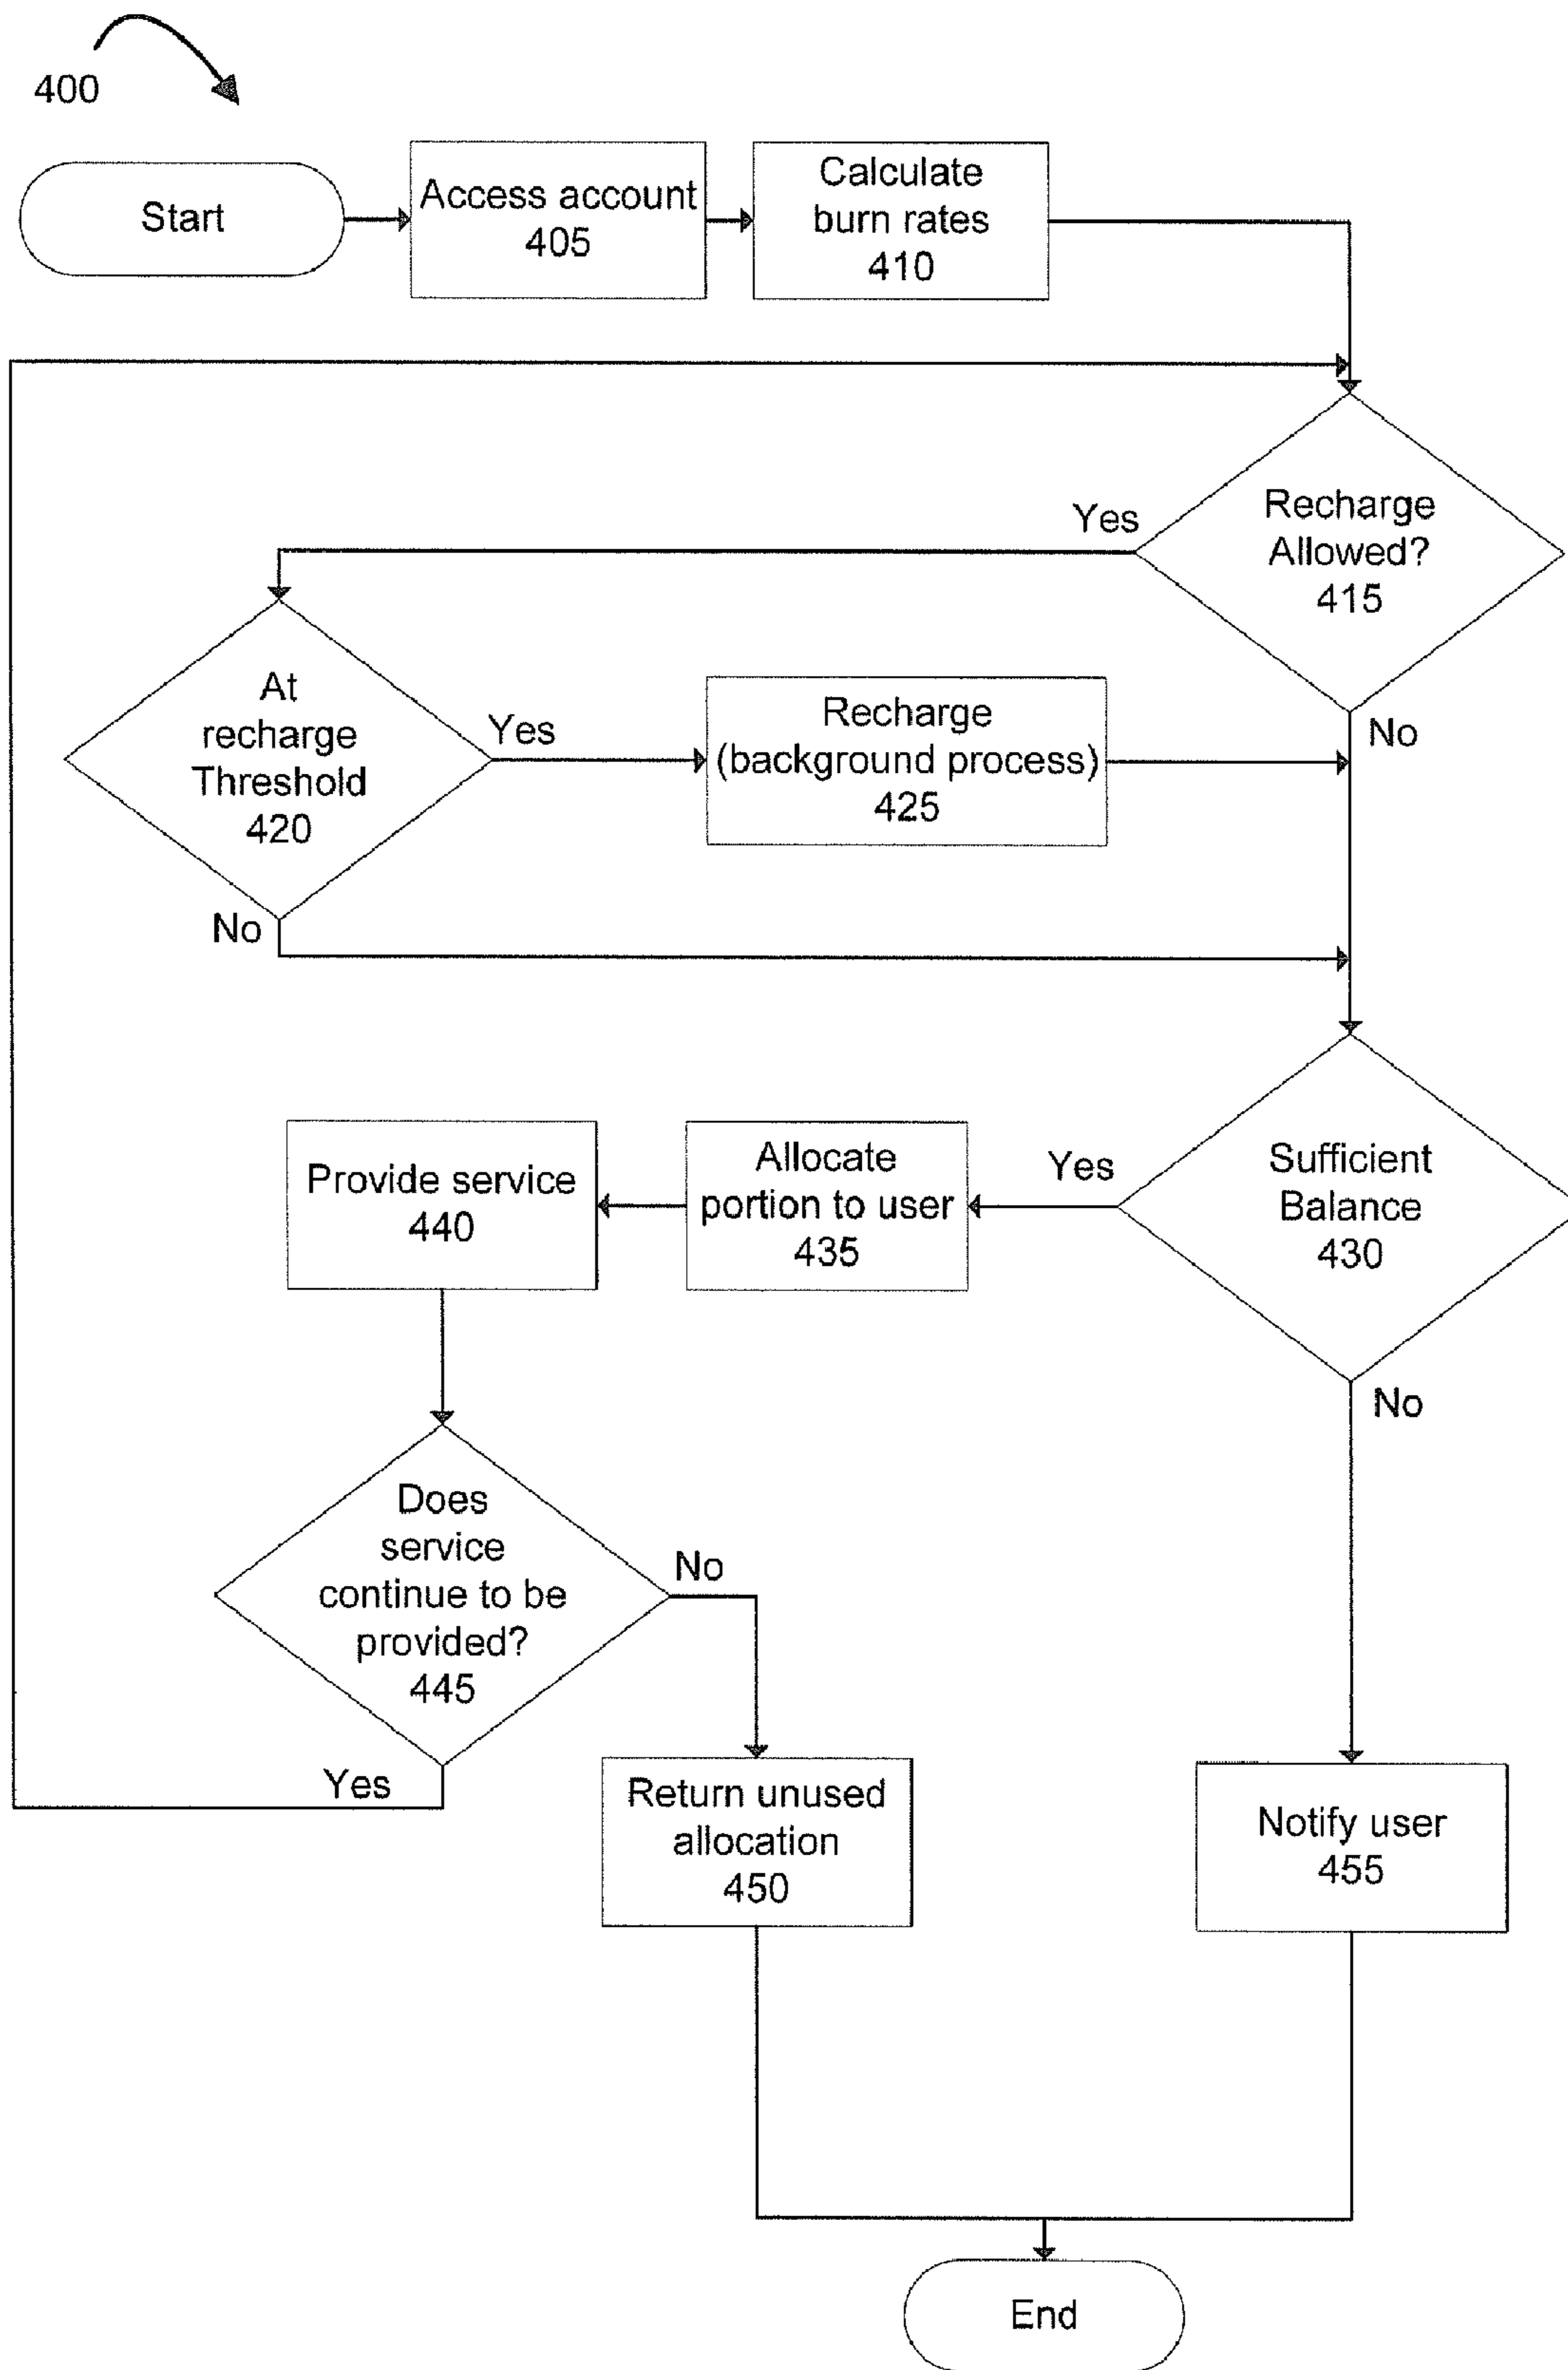 400
Start
Access account
405
Calculate
burn rates
410
Recharge
Allowed?
415
Yes
No
At
recharge
Threshold
420
Yes
No
Recharge
(background process)
425
Sufficient
Balance
430
Yes
No
Allocate
portion to user
435
Provide service
440
Does
service
continue to be
provided?
445
No
Yes
Return unused
allocation
450
Notify user
455
End